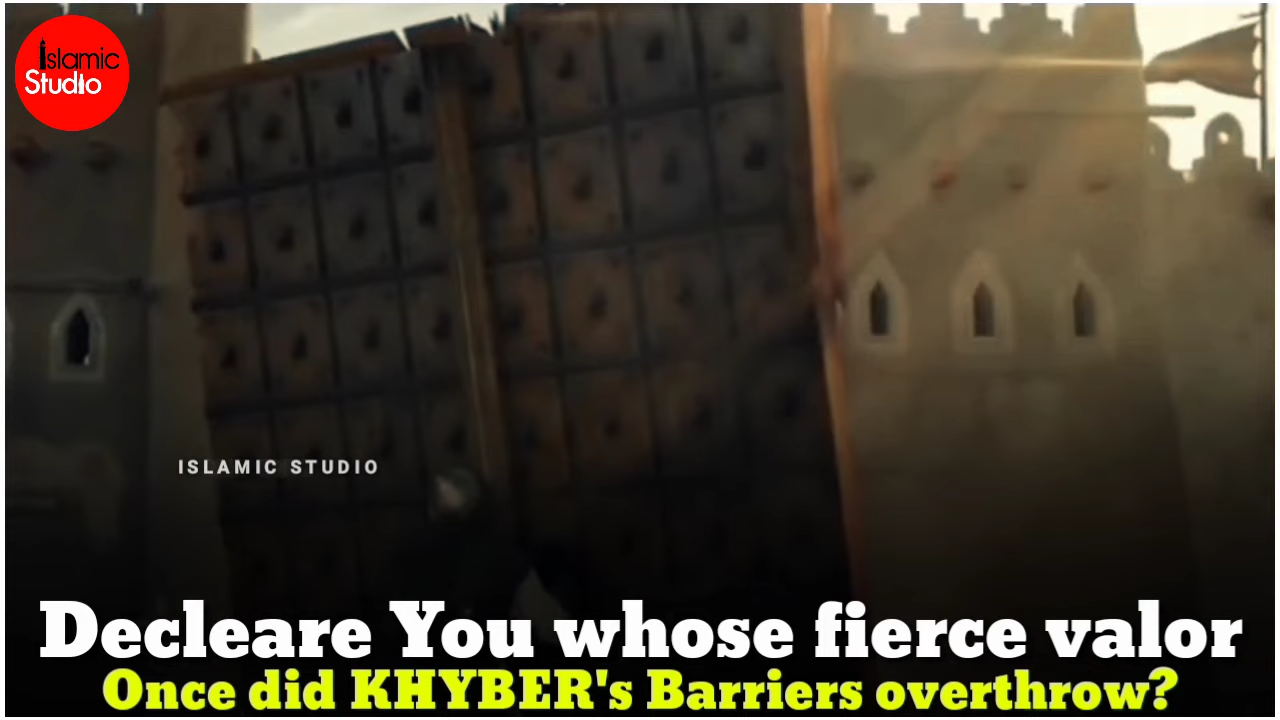 Islamic
Studio
ISLAMIC STUDIO
Decleare You whose fierce valor
Once did KHYBER's Barriers overthrow?